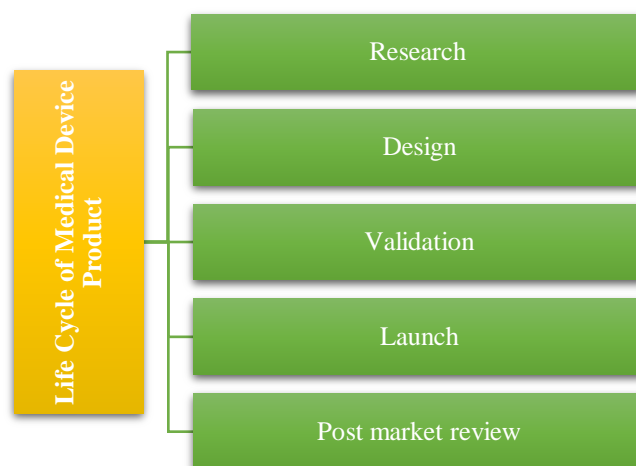 Life Cycle of Medical Device
Product
Research
Design
Validation
Launch
Post market review